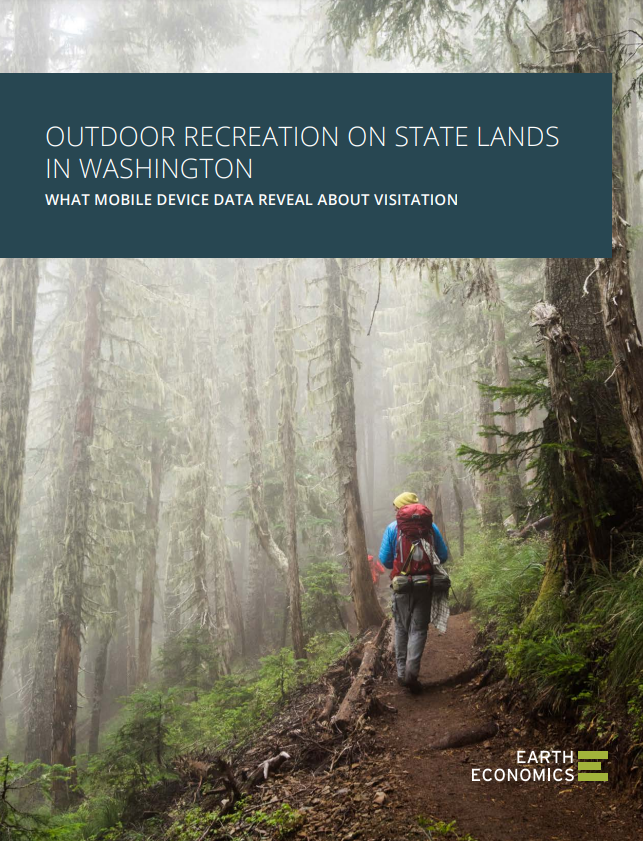 OUTDOOR RECREATION ON STATE LANDS
IN WASHINGTON
WHAT MOBILE DEVICE DATA REVEAL ABOUT VISITATION
EARTH
ECONOMICS